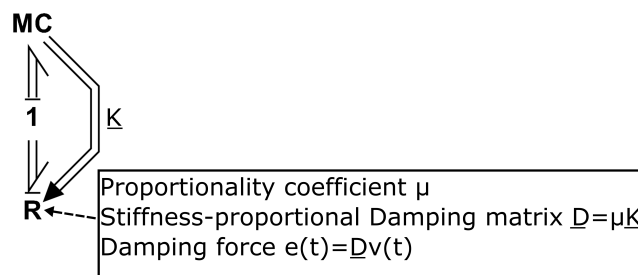 MC
1
K
R
Proportionality coefficient μ
Stiffness-proportional Damping matrix D=μK
Damping force e(t)=Dv(t)